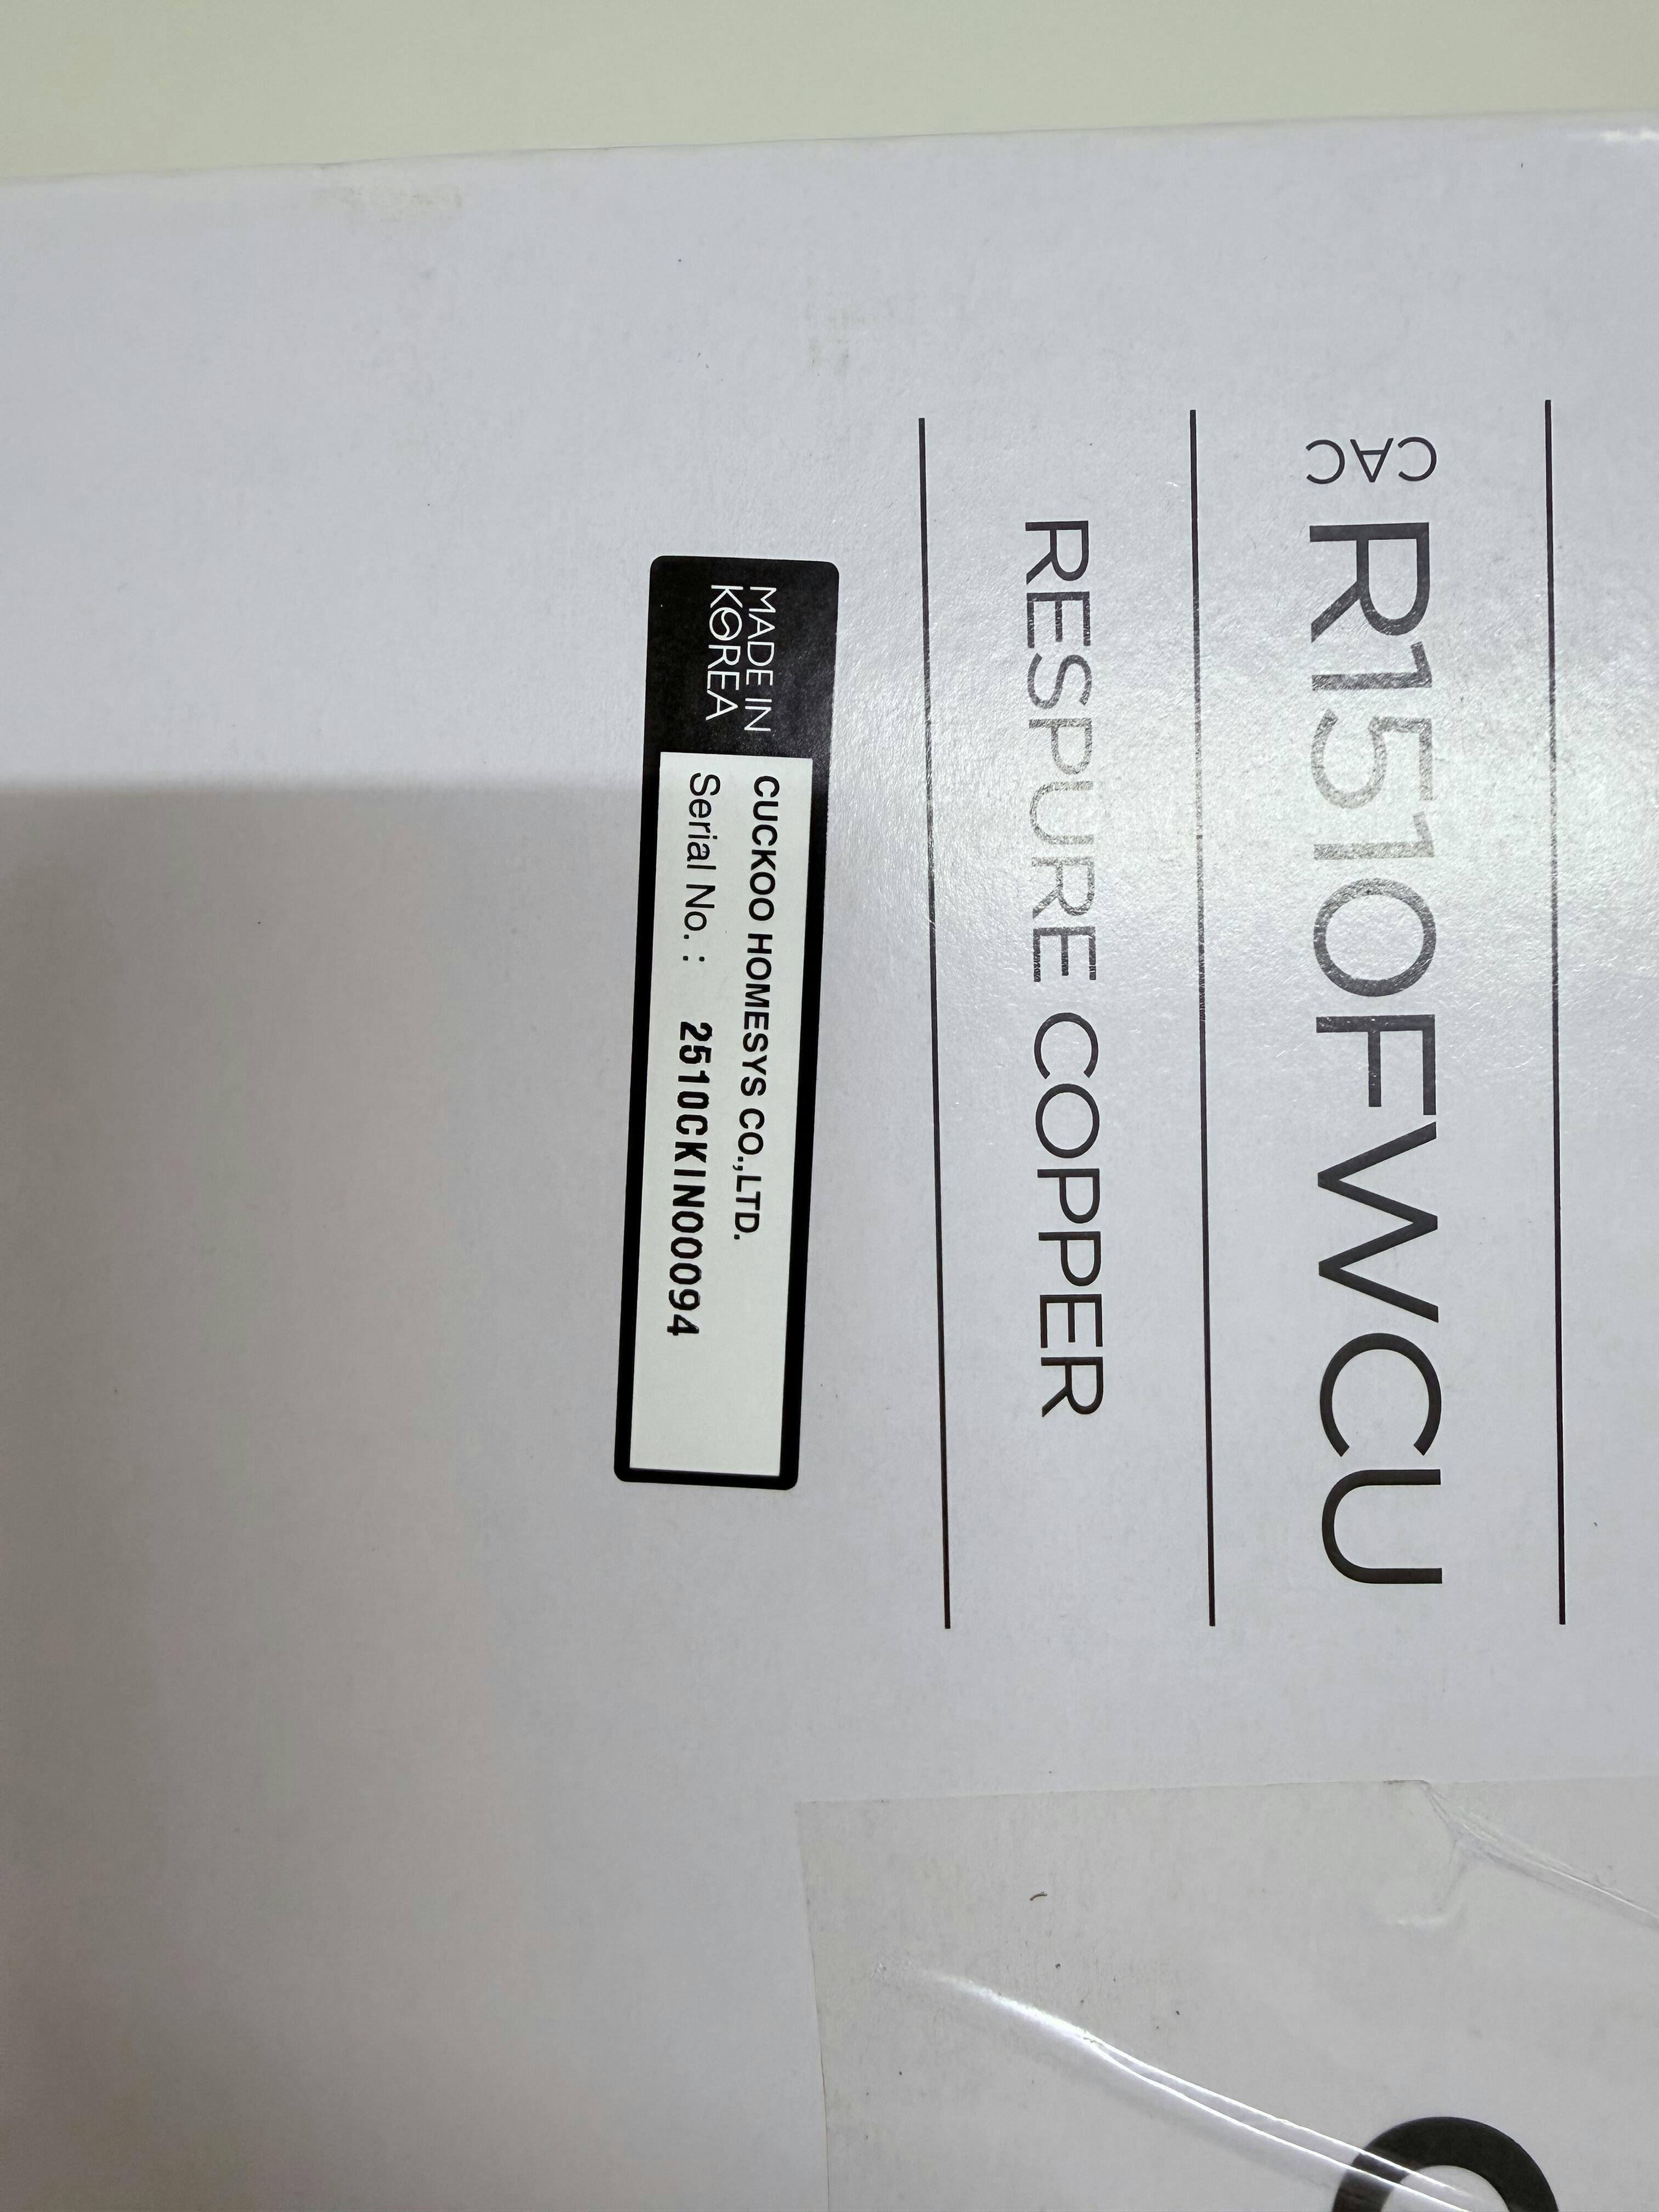 CAC
R1510FWCU
RESPURE COPPER
MADE IN
KOREA
CUCKOO HOMESYS CO.,LTD.
Serial No. : 2510CKIN00094